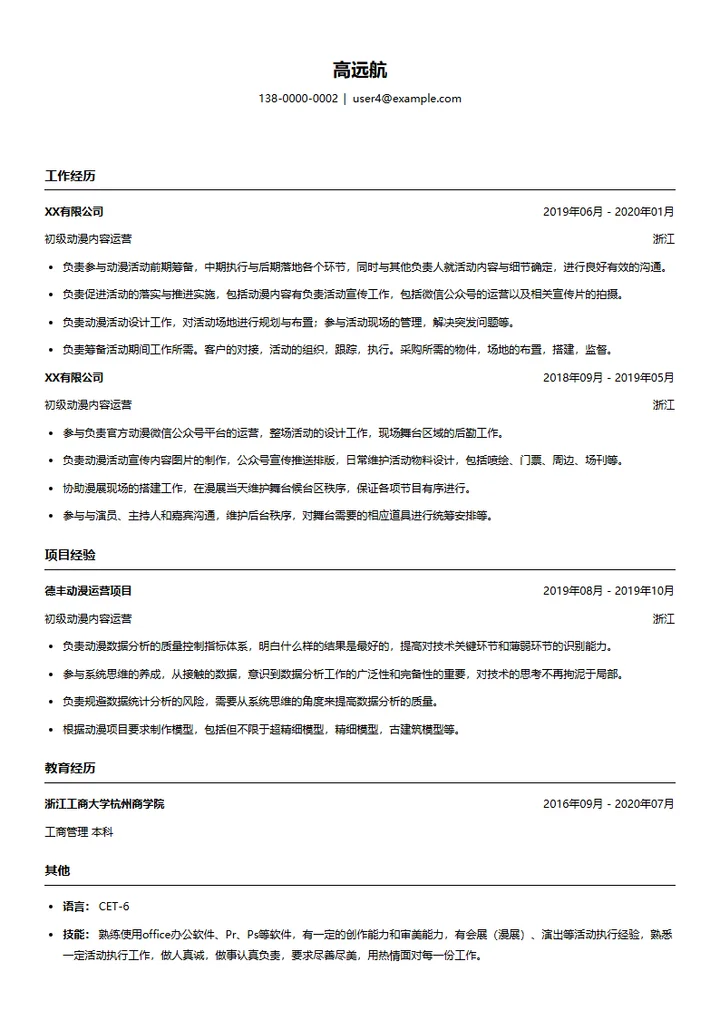 高远航
138-0000-0002 | user4@example.com
工作经历
XX有限公司 2019年06月 - 2020年01月
初级动漫内容运营 浙江
• 负责参与动漫活动前期筹备，中期执行与后期落地各个环节，同时与其他负责人就活动内容与细节确定，进行良好有效的沟通。
• 负责促进活动的落实与推进实施，包括动漫内容有负责活动宣传工作，包括微信公众号的运营以及相关宣传片的拍摄。
• 负责动漫活动设计工作，对活动场地进行规划与布置；参与活动现场的管理，解决突发问题等。
• 负责筹备活动期间工作所需。客户的对接，活动的组织，跟踪，执行。采购所需的物件，场地的布置，搭建，监督。
XX有限公司 2018年09月 - 2019年05月
初级动漫内容运营 浙江
• 参与负责官方动漫微信公众号平台的运营，整场活动的设计工作，现场舞台区域的后勤工作。
• 负责动漫活动宣传内容图片的制作，公众号宣传推送排版，日常维护活动物料设计，包括喷绘、门票、周边、场刊等。
• 协助漫展现场的搭建工作，在漫展当天维护舞台候台区秩序，保证各项节目有序进行。
• 参与与演员、主持人和嘉宾沟通，维护后台秩序，对舞台需要的相应道具进行统筹安排等。
项目经验
德丰动漫运营项目 2019年08月 - 2019年10月
初级动漫内容运营 浙江
• 负责动漫数据分析的质量控制指标体系，明白什么样的结果是最好的，提高对技术关键环节和薄弱环节的识别能力。
• 参与系统思维的养成，从接触的数据，意识到数据分析工作的广泛性和完备性的重要，对技术的思考不再拘泥于局部。
• 负责规避数据统计分析的风险，需要从系统思维的角度来提高数据分析的质量。
• 根据动漫项目要求制作模型，包括但不限于超精细模型，精细模型，古建筑模型等。
教育经历
浙江工商大学杭州商学院 2016年09月 - 2020年07月
工商管理 本科
其他
• 语言： CET-6
• 技能： 熟练使用office办公软件、Pr、Ps等软件，有一定的创作能力和审美能力，有会展（漫展）、演出等活动执行经验，熟悉
一定活动执行工作，做人真诚，做事认真负责，要求尽善尽美，用热情面对每一份工作。